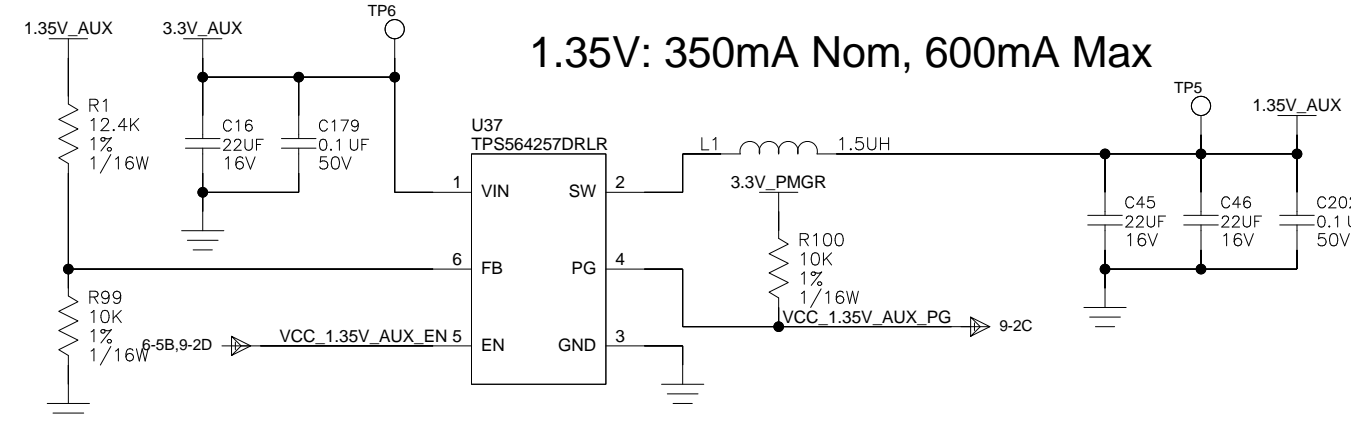 1.35V_AUX
3.3V_AUX
TP6
1.35V: 350mA Nom, 600mA Max
R1
12.4K
1%
1/16W
C16
22UF
16V
C179
0.1 UF
50V
U37
TPS564257DRLR
1
VIN
SW
2
6
FB
PG
4
5
EN
GND
3
L1
1.5UH
3.3V_PMGR
R100
10K
1%
1/16W
VCC_1.35V_AUX_PG
9-2C
TP5
1.35V_AUX
C45
22UF
16V
C46
22UF
16V
0.1
50V
R99
10K
1%
1/16W
6-5B,9-2D
VCC_1.35V_AUX_EN